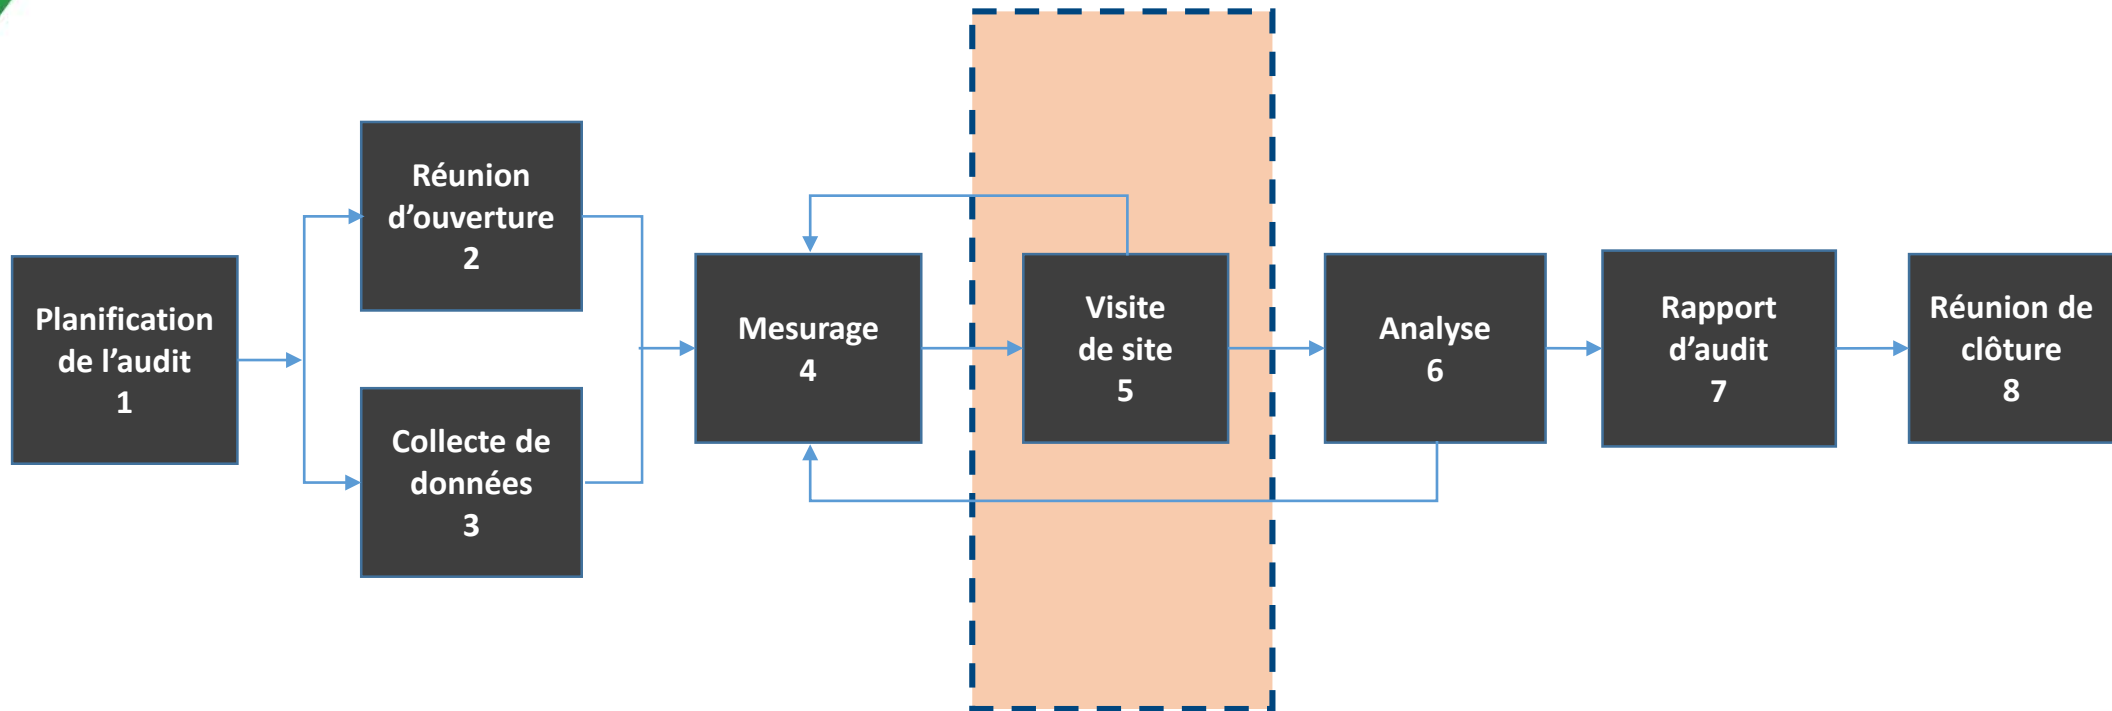 Planification
de l’audit
1
Réunion
d’ouverture
2
Collecte de
données
3
Mesurage
4
Visite
de site
5
Analyse
6
Rapport
d’audit
7
Réunion de
clôture
8